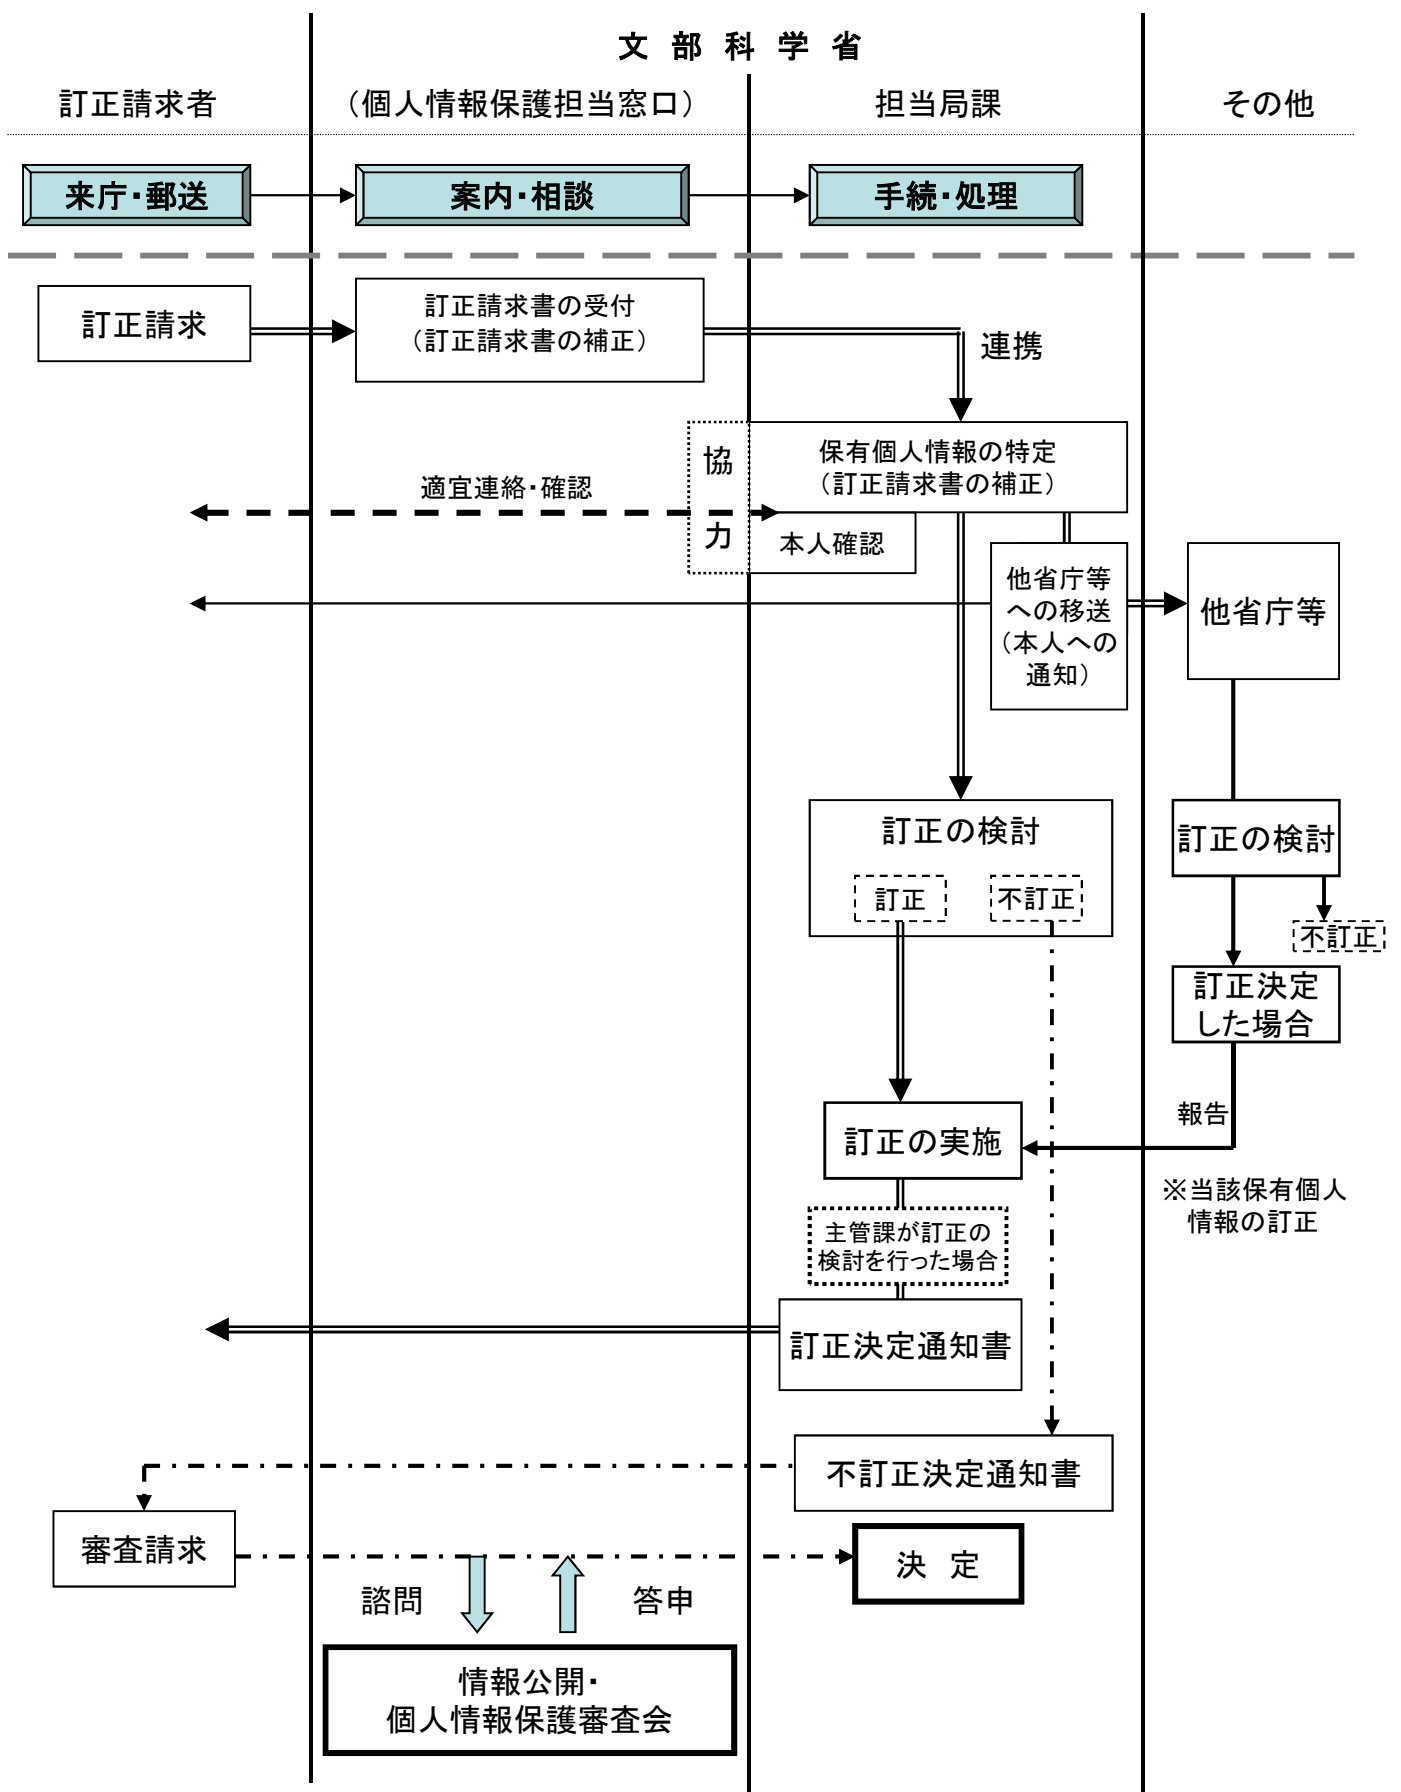 文部科学省
訂正請求者
（個人情報保護担当窓口）
担当局課
その他
来庁・郵送
案内・相談
手続・処理
訂正請求
訂正請求書の受付
（訂正請求書の補正）
連携
協
力
保有個人情報の特定
（訂正請求書の補正）
適宜連絡・確認
本人確認
他省庁等
への移送
（本人への
通知）
他省庁等
訂正の検討
訂正
不訂正
訂正の検討
不訂正
訂正決定
した場合
報告
訂正の実施
※当該保有個人
情報の訂正
主管課が訂正の
検討を行った場合
訂正決定通知書
不訂正決定通知書
審査請求
決 定
諮問
答申
情報公開・
個人情報保護審査会